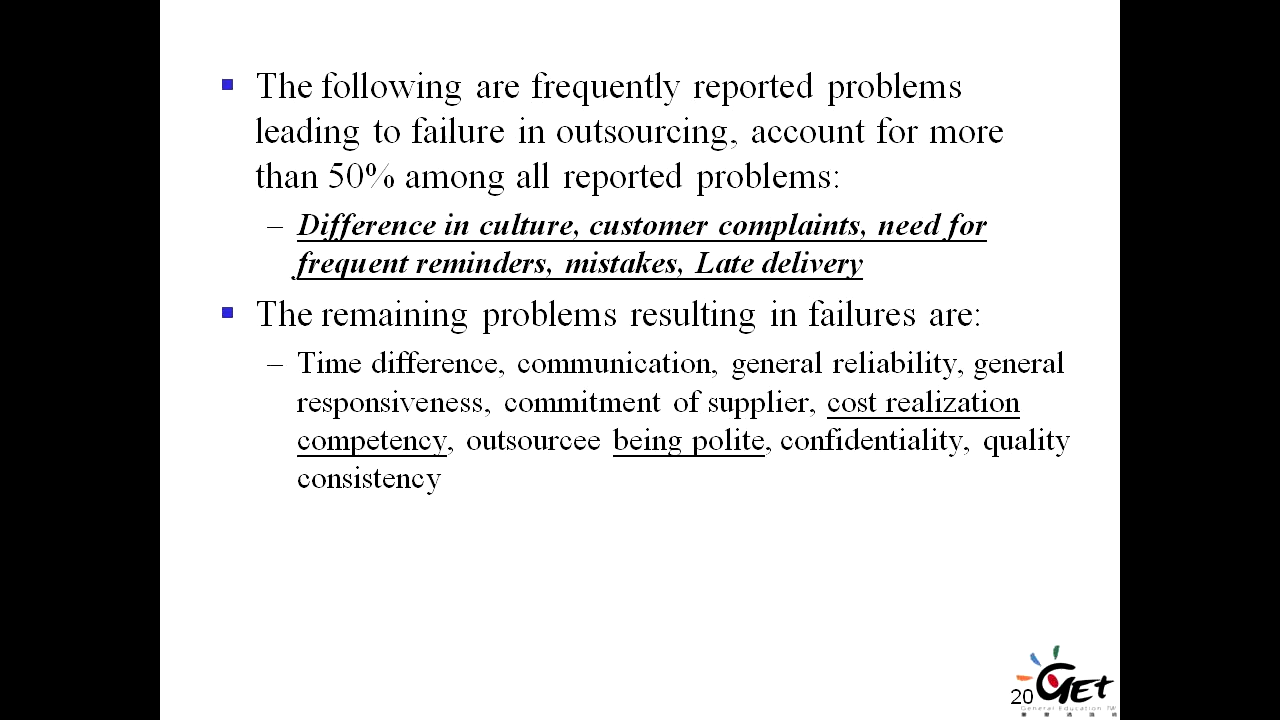 The following are frequently reported problems
leading to failure in outsourcing, account for more
than 50% among all reported problems:
– Difference in culture, customer complaints, need for
frequent reminders, mistakes, Late delivery
The remaining problems resulting in failures are:
– Time difference, communication, general reliability, general
responsiveness, commitment of supplier, cost realization
competency, outsourcee being polite, confidentiality, quality
consistency
20
GET
General Education TW